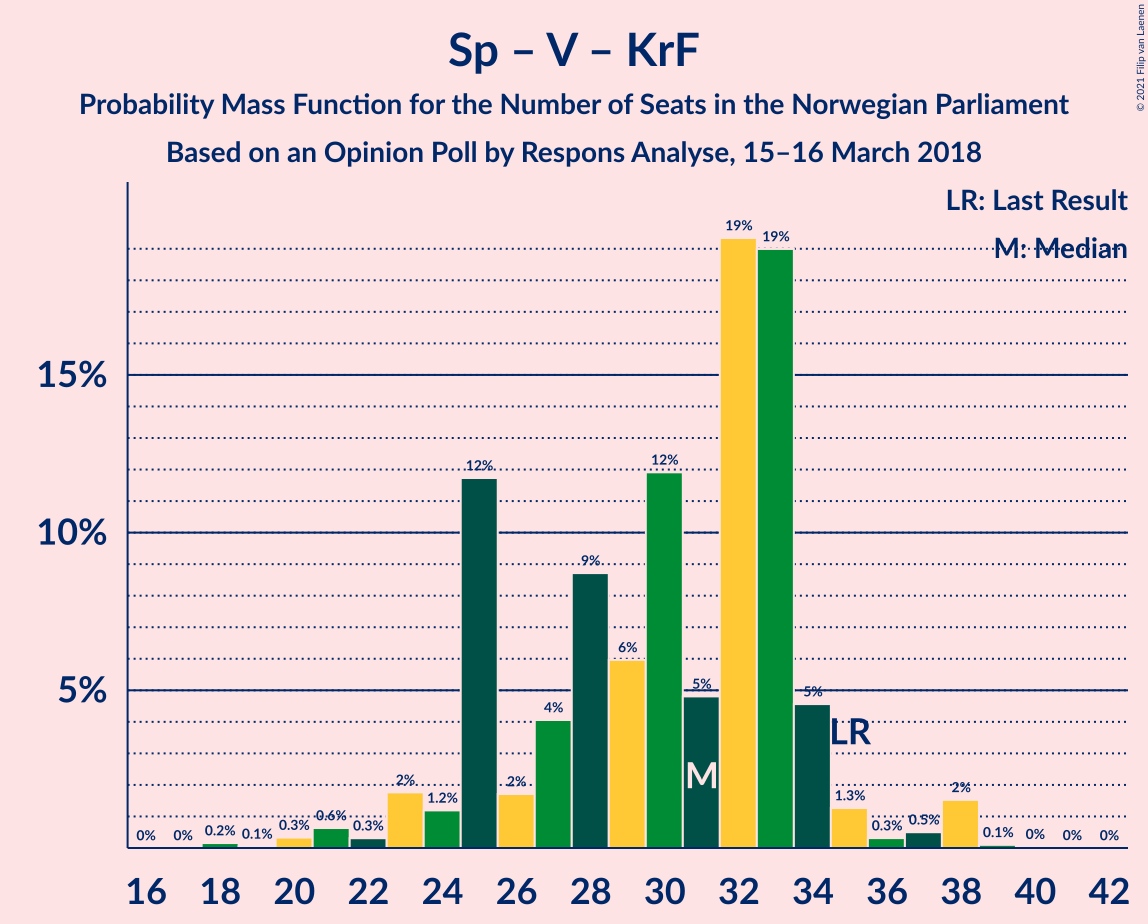 Sp – V – KrF
Probability Mass Function for the Number of Seats in the Norwegian Parliament
Based on an Opinion Poll by Respons Analyse, 15–16 March 2018
© 2021 Filip van Laenen
LR: Last Result
M: Median
15%
10%
5%
0% 0% 0.2% 0.1% 0.3% 0.6% 0.3% 2% 1.2% 12% 2% 4% 9% 6% 12% 5% 19% 19% 5% 1.3% 0.3% 0.5% 2% 0.1% 0% 0% 0%
M
LR
16 18 20 22 24 26 28 30 32 34 36 38 40 42